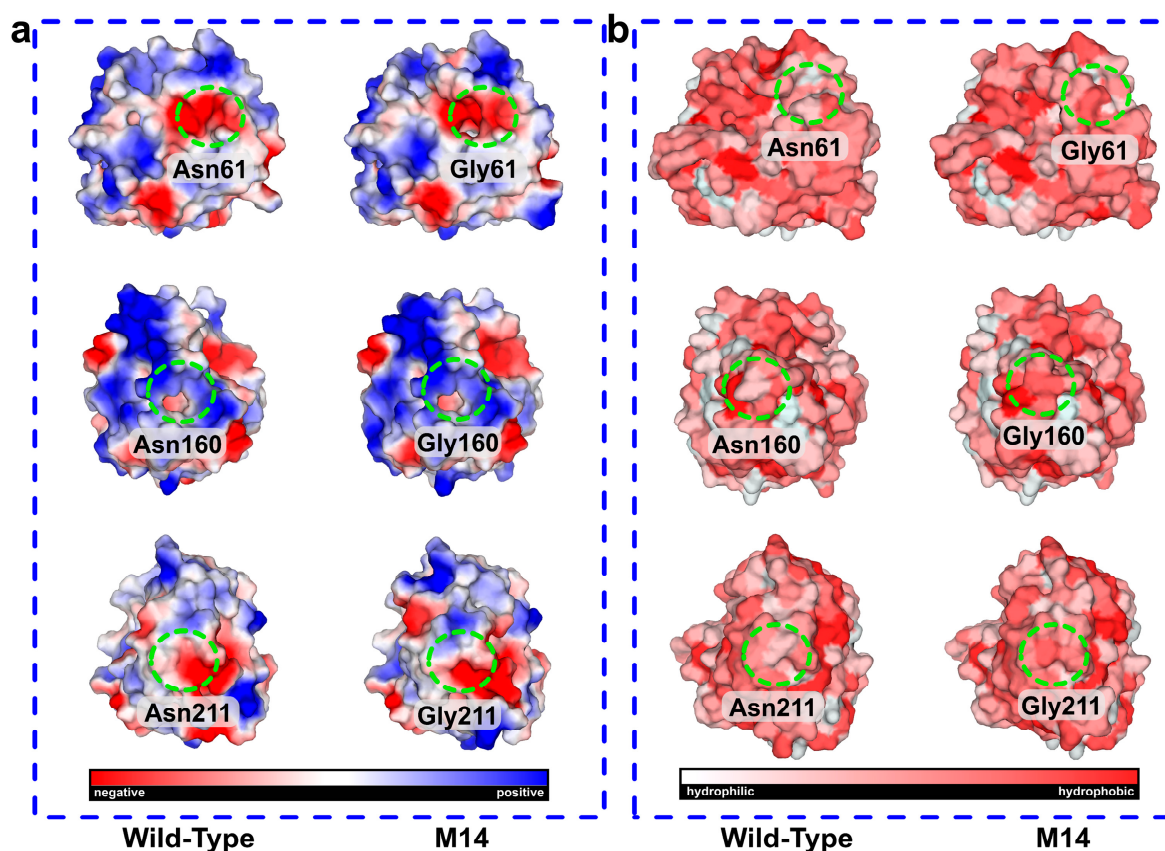 a
b
Asn61
Gly61
Asn61
Gly61
Asn160
Gly160
Asn160
Gly160
Asn211
Gly211
Asn211
Gly211
negative positive
hydrophilic hydrophobic
Wild-Type M14
Wild-Type M14